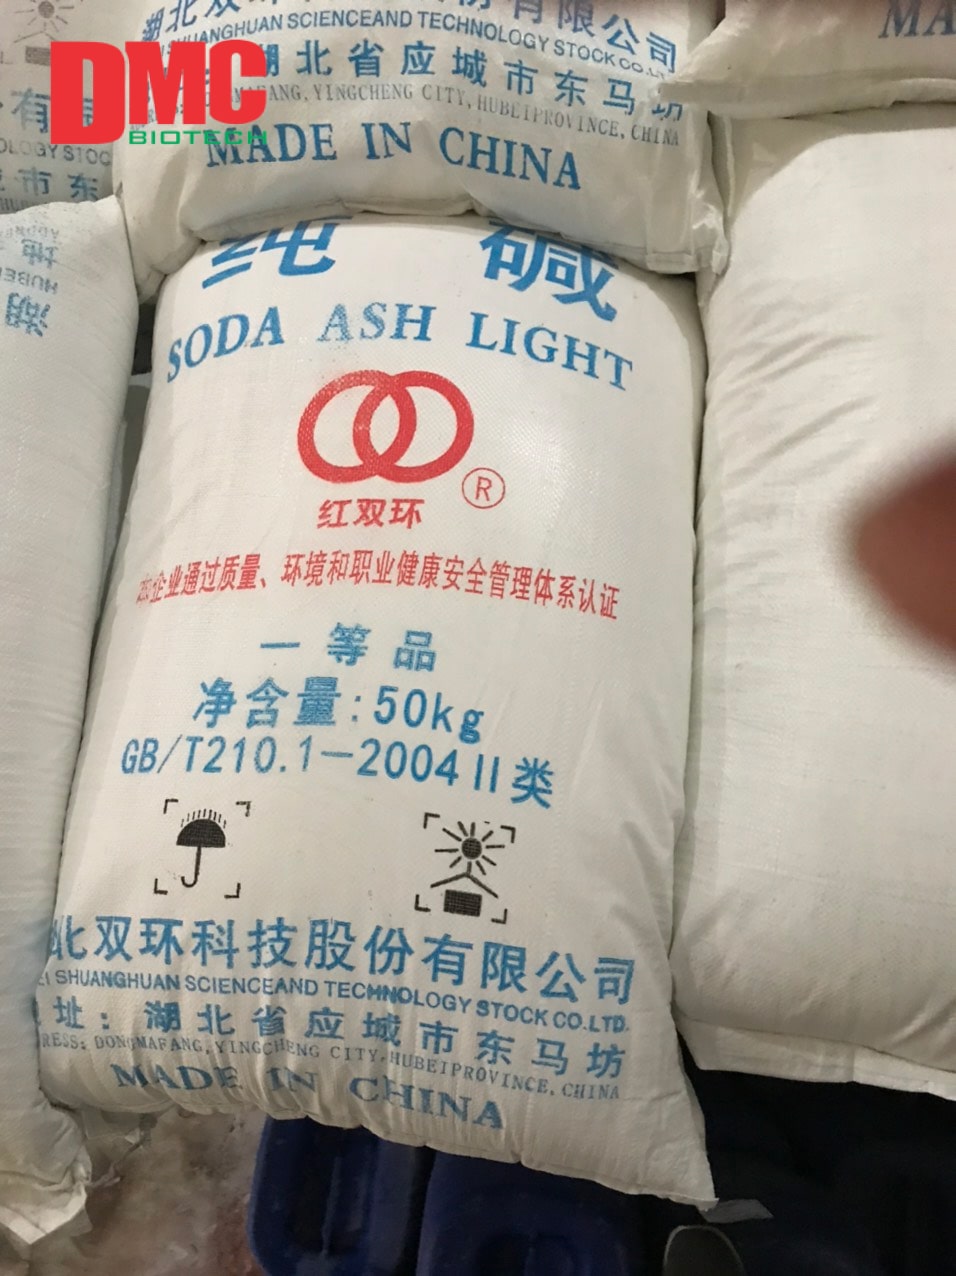 DMC
BIOTECH
SHUANGHUAN SCIENCEAND TECHNOLOGY STOCK CO.
湖北省应城市东马坊
MAFANG, YINGCHENG CITY, HUBEIPROVINCE, CHINA
MADE IN CHINA
纯碱
SODA ASH LIGHT
®
红双环
企业通过质量、环境和职业健康安全管理体系认证
一等品
净含量:50kg
GB/T210.1-2004 II 类
北双环科技股份有限公司
SHUANGHUAN SCIENCEAND TECHNOLOGY STOCK CO.LTD.
址:湖北省应城市东马坊
RESS: DONGMAFANG, YINGCHENG CITY, HUBEIPROVINCE, CHINA
MADE IN CHINA